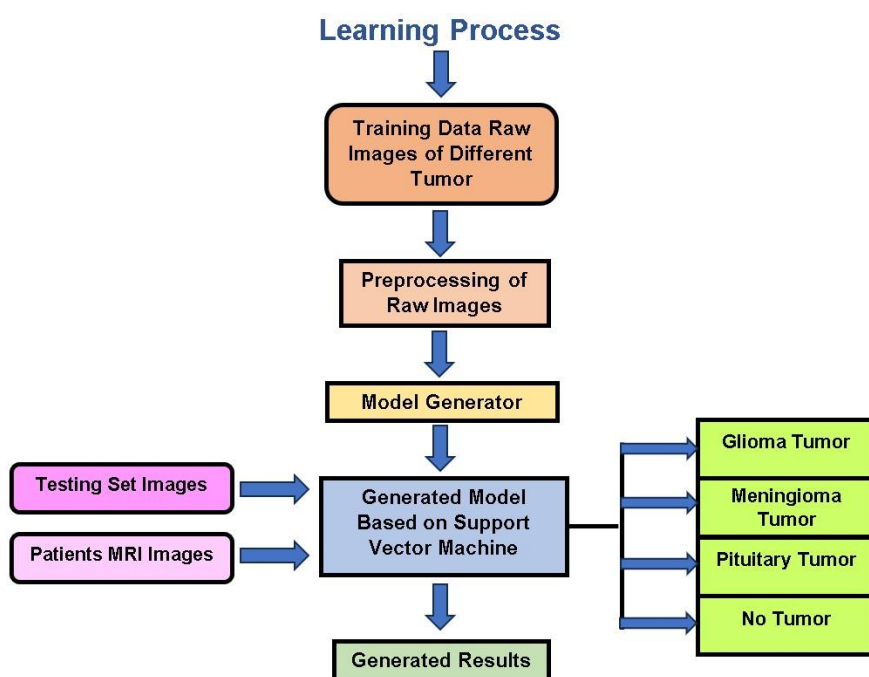 Learning Process
Training Data Raw
Images of Different
Tumor
Preprocessing of
Raw Images
Model Generator
Testing Set Images
Patients MRI Images
Generated Model
Based on Support
Vector Machine
Glioma Tumor
Meningioma
Tumor
Pituitary Tumor
No Tumor
Generated Results